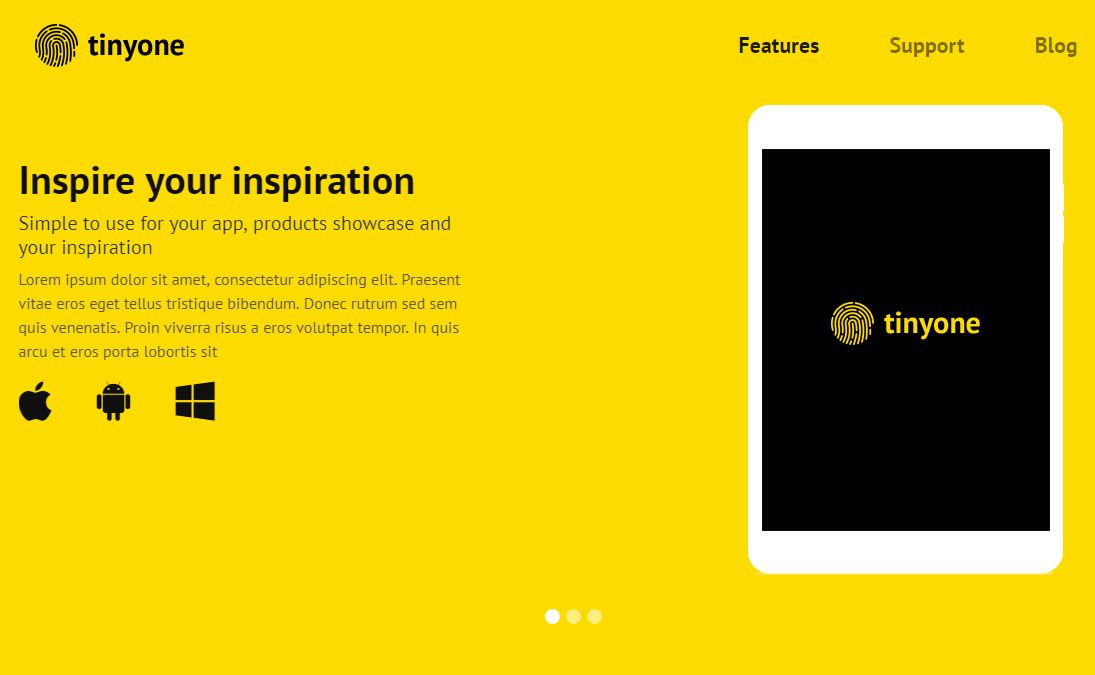 tinyone
Features
Support
Blog
Inspire your inspiration
Simple to use for your app, products showcase and
your inspiration
Lorem ipsum dolor sit amet, consectetur adipiscing elit. Praesent
vitae eros eget tellus tristique bibendum. Donec rutrum sed sem
quis venenatis. Proin viverra risus a eros volutpat tempor. In quis
arcu et eros porta lobortis sit
tinyone